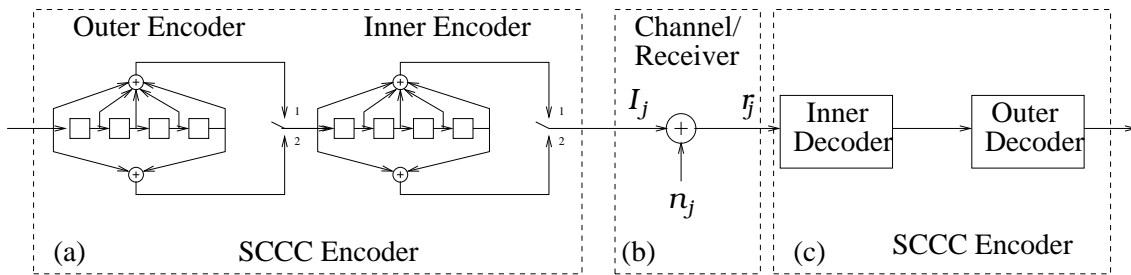 Outer Encoder
Inner Encoder
Channel/
Receiver
+
+
+
+
1
2
1
2
I_j
r_j
+
n_j
Inner
Decoder
Outer
Decoder
(a)
SCCC Encoder
(b)
(c)
SCCC Encoder